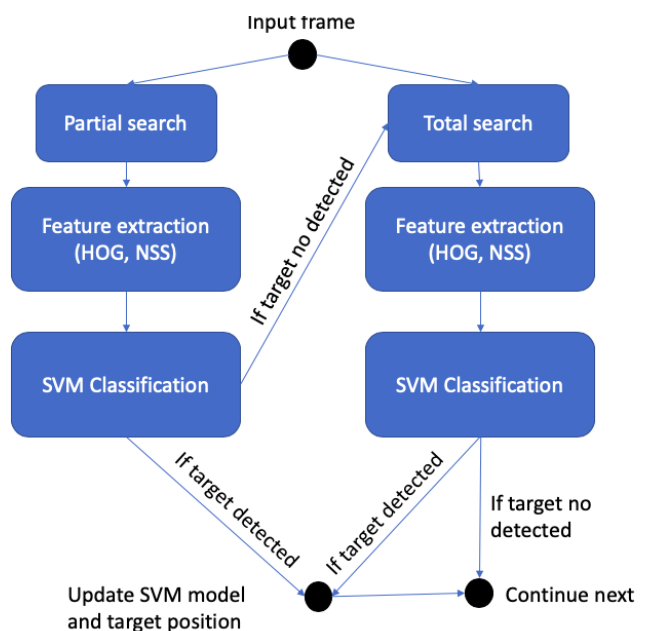 Input frame
Partial search
Total search
If target no detected
Feature extraction
(HOG, NSS)
Feature extraction
(HOG, NSS)
SVM Classification
SVM Classification
If target detected
If target detected
If target no
detected
Update SVM model
and target position
Continue next